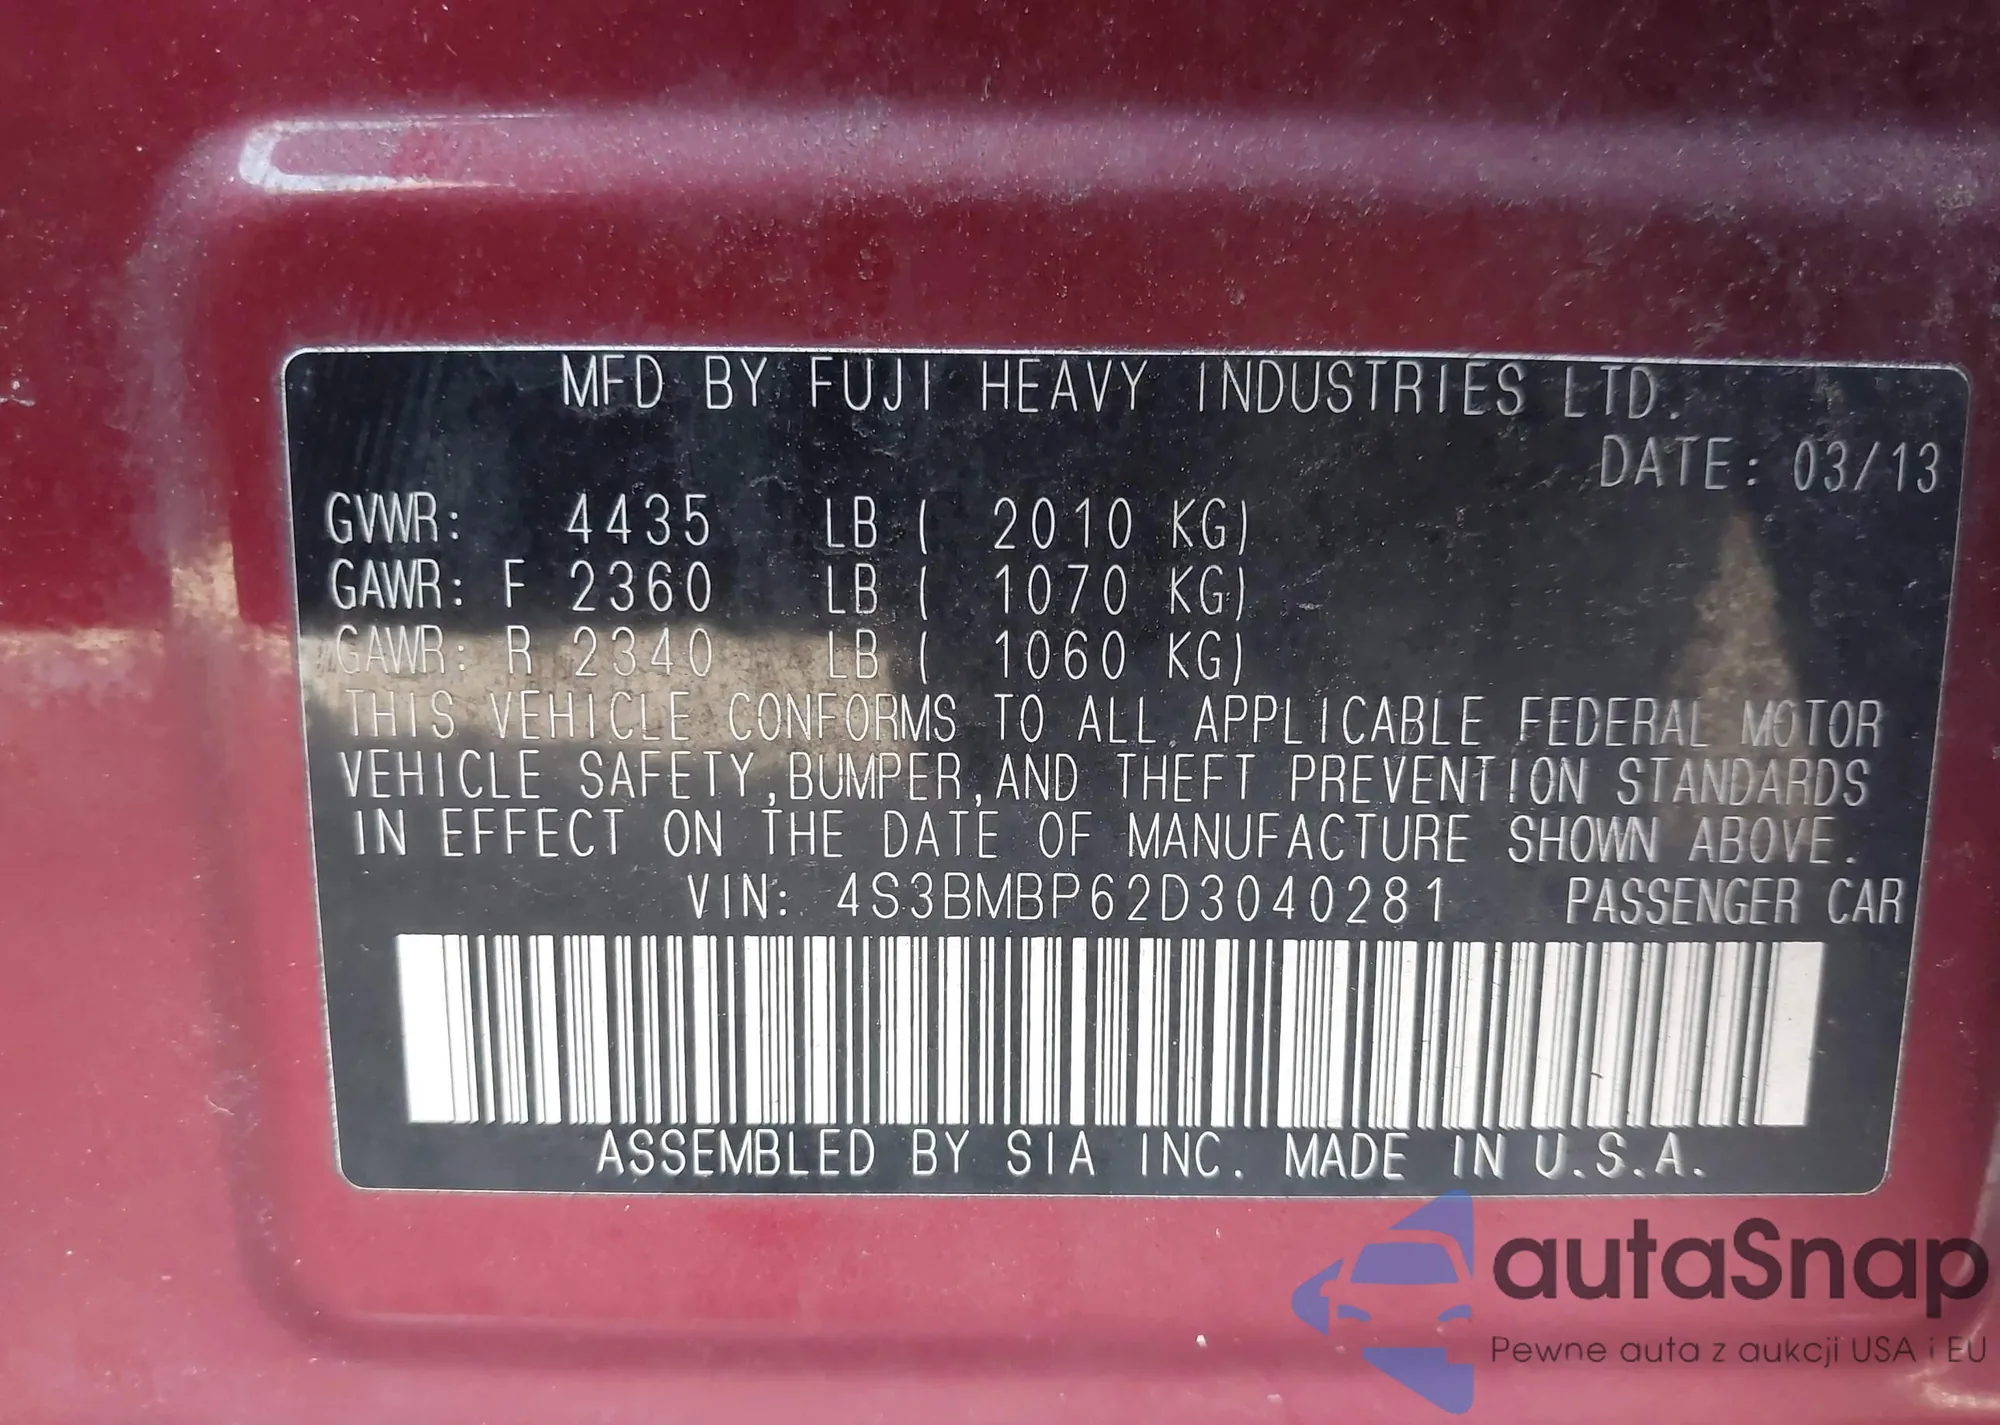 MFD BY FUJI HEAVY INDUSTRIES LTD.
DATE: 03/13
GVWR: 4435 LB ( 2010 KG)
GAWR: F 2360 LB ( 1070 KG)
GAWR: R 2340 LB ( 1060 KG)
THIS VEHICLE CONFORMS TO ALL APPLICABLE FEDERAL MOTOR
VEHICLE SAFETY,BUMPER,AND THEFT PREVENTION STANDARDS
IN EFFECT ON THE DATE OF MANUFACTURE SHOWN ABOVE.
VIN: 4S3BMBP62D3040281 PASSENGER CAR
ASSEMBLED BY SIA INC. MADE IN U.S.A.
autaSnap
Pewne auta z aukcji USA i EU